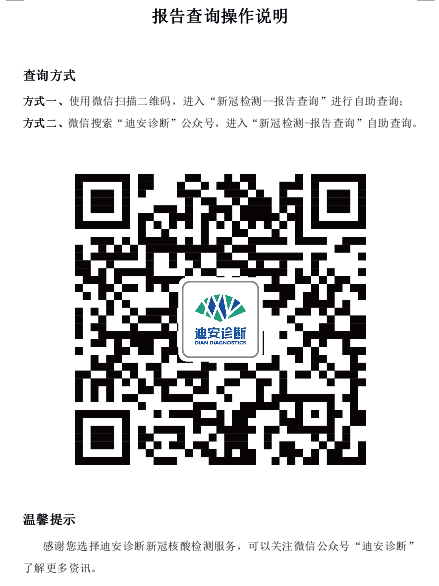 报告查询操作说明
查询方式
方式一、使用微信扫描二维码，进入“新冠检测--报告查询”进行自助查询；
方式二、微信搜索“迪安诊断”公众号，进入“新冠检测-报告查询”自助查询。
迪安诊断
DIAN DIAGNOSTICS
温馨提示
感谢您选择迪安诊断新冠核酸检测服务，可以关注微信公众号“迪安诊断”
了解更多资讯。